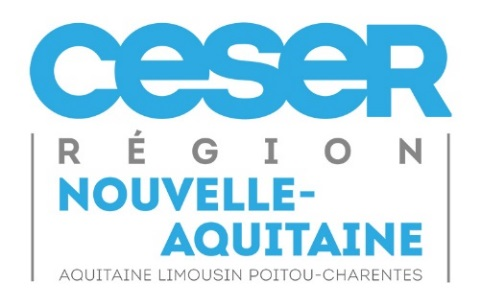 CESER
RÉGION
NOUVELLE-
AQUITAINE
AQUITAINE LIMOUSIN POITOU-CHARENTES